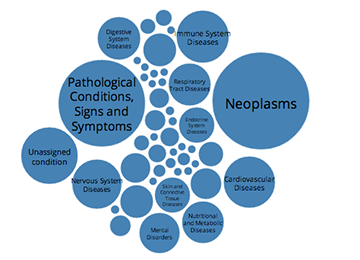 Digestive
System
Diseases
Immune System
Diseases
Pathological
Conditions,
Signs and
Symptoms
Respiratory
Tract Diseases
Neoplasms
Endocrine
System
Diseases
Unassigned
condition
Nervous System
Diseases
Skin and
Connective
Tissue
Diseases
Cardiovascular
Diseases
Nutritional
and Metabolic
Diseases
Mental
Disorders